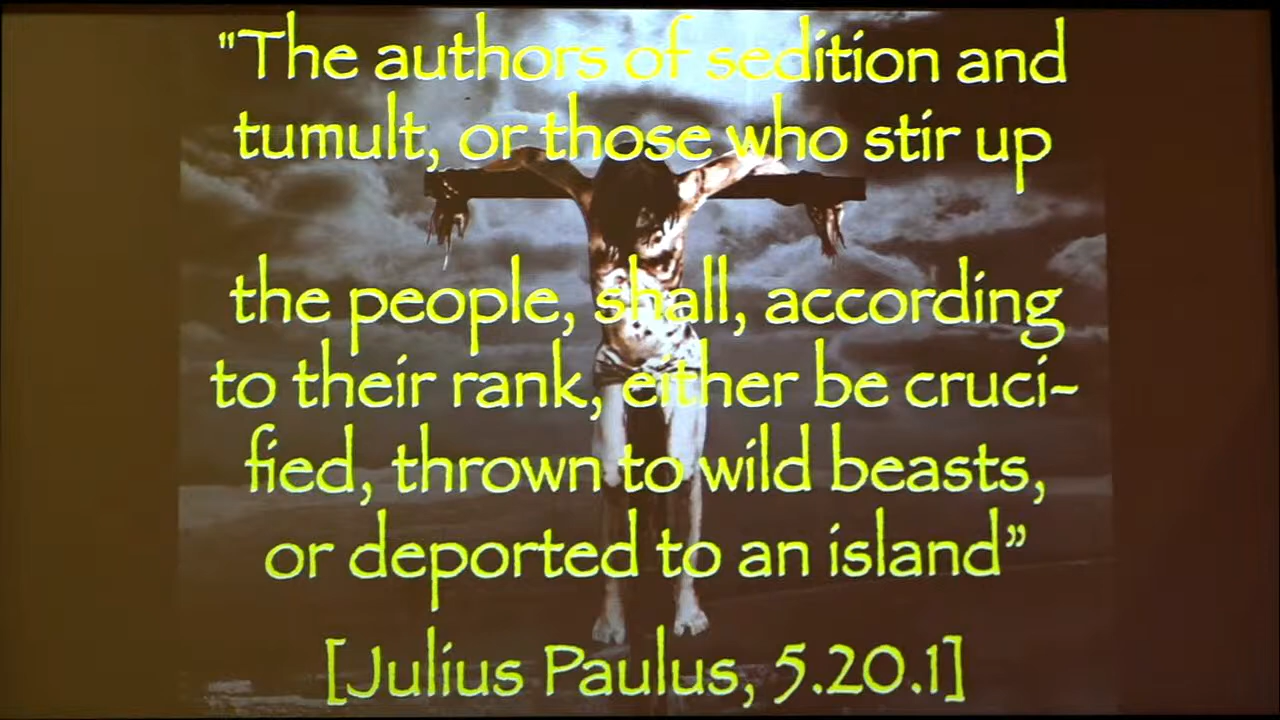 "The authors of sedition and
tumult, or those who stir up
the people, shall, according
to their rank, either be cruci-
fied, thrown to wild beasts,
or deported to an island”
[Julius Paulus, 5.20.1]